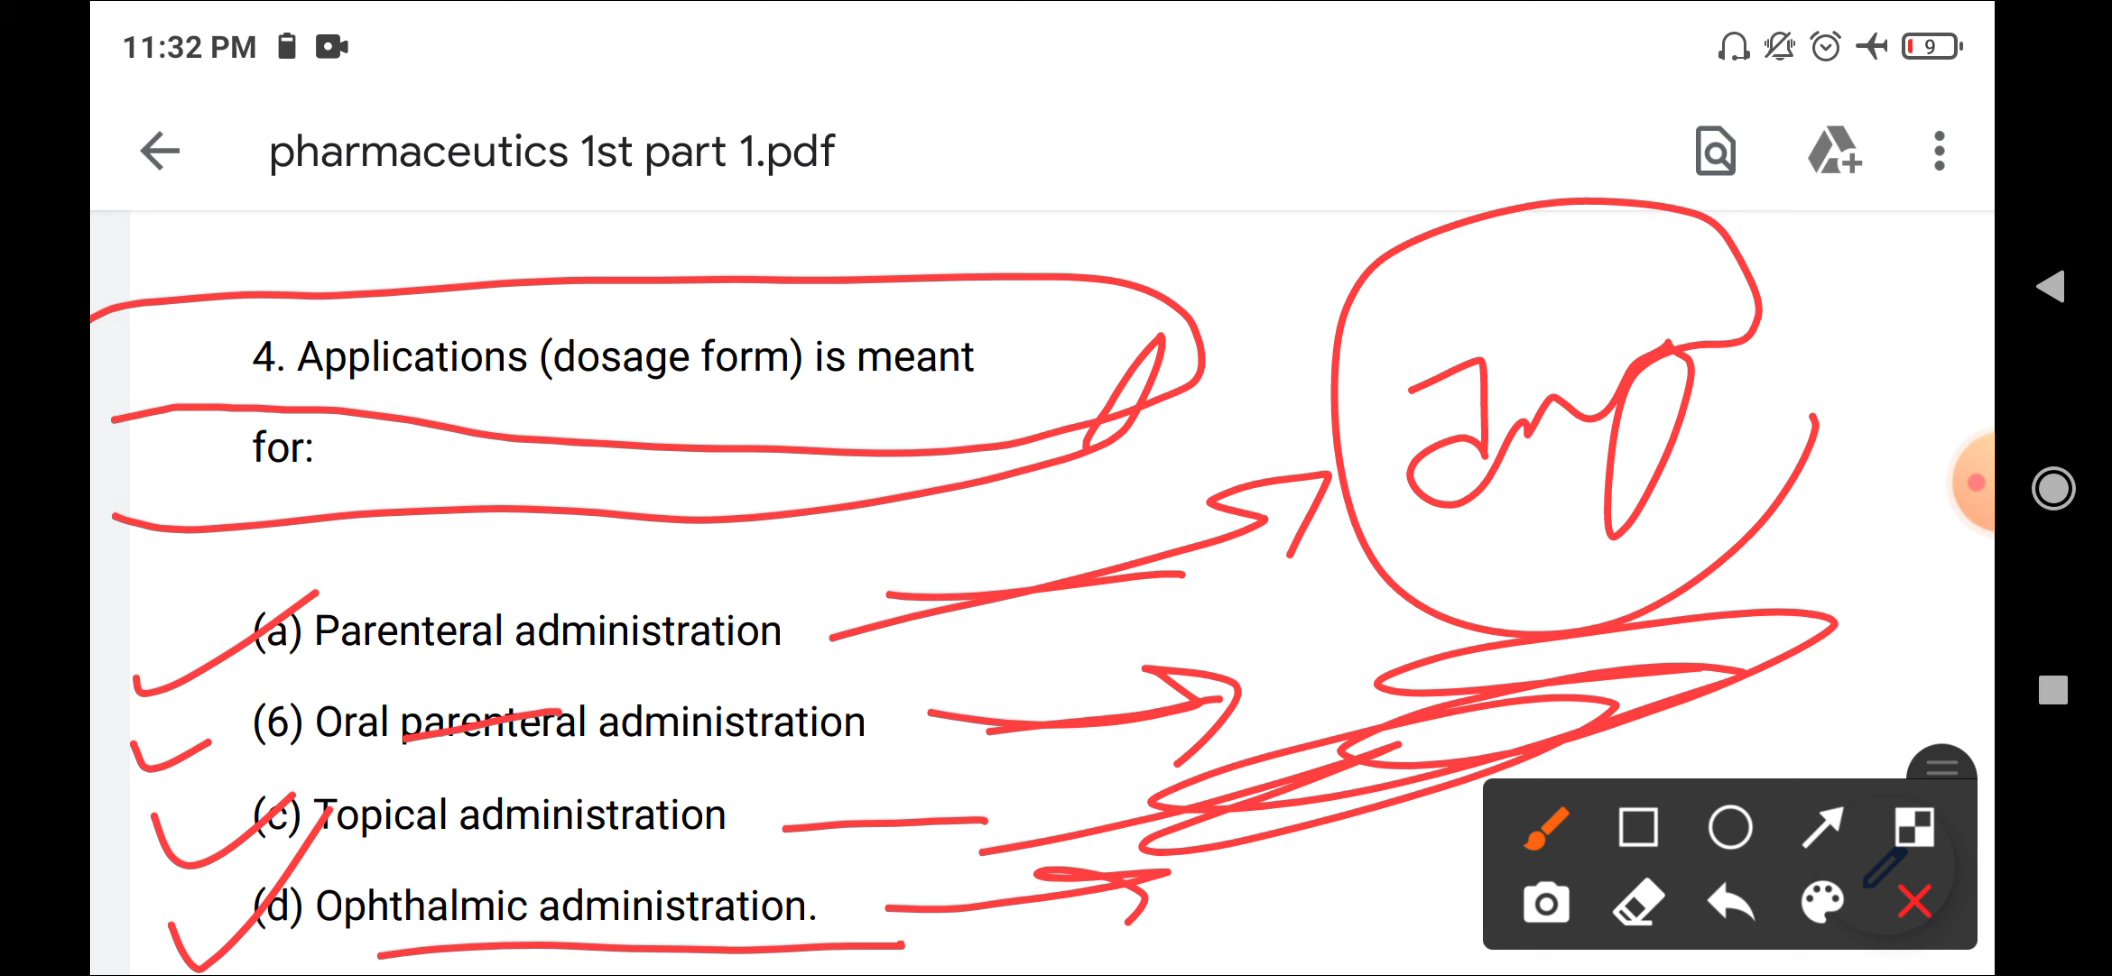 11:32 PM
9
pharmaceutics 1st part 1.pdf
4. Applications (dosage form) is meant
for:
(a) Parenteral administration
(6) Oral parenteral administration
(c) Topical administration
(d) Ophthalmic administration.